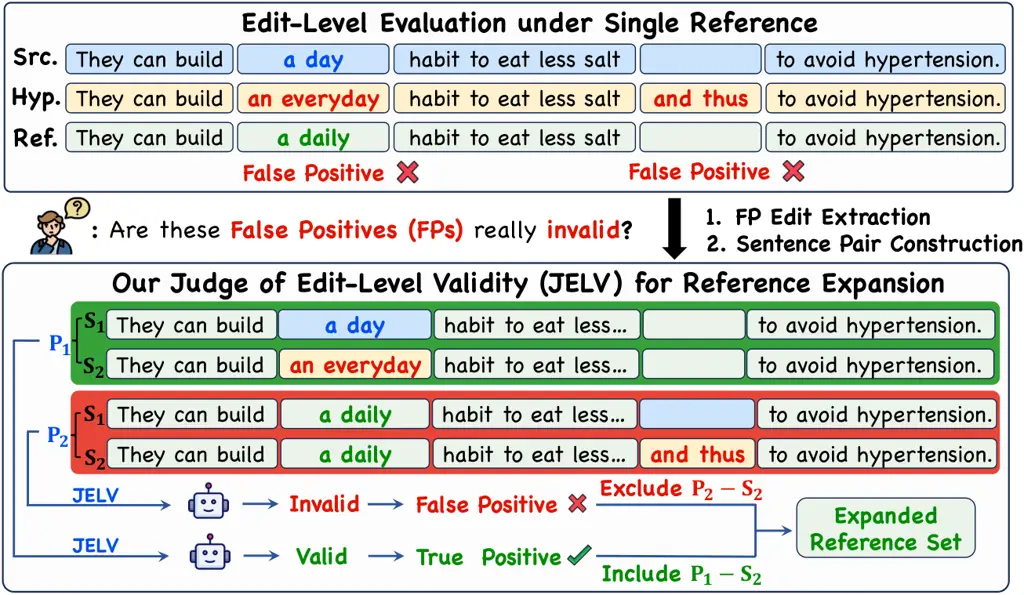 Edit-Level Evaluation under Single Reference
Src. They can build a day habit to eat less salt to avoid hypertension.
Hyp. They can build an everyday habit to eat less salt and thus to avoid hypertension.
Ref. They can build a daily habit to eat less salt to avoid hypertension.
False Positive ❌ False Positive ❌
? : Are these False Positives (FPs) really invalid?
1. FP Edit Extraction
2. Sentence Pair Construction
Our Judge of Edit-Level Validity (JELV) for Reference Expansion
P₁ S₁ They can build a day habit to eat less... to avoid hypertension.
S₂ They can build an everyday habit to eat less... to avoid hypertension.
P₂ S₁ They can build a daily habit to eat less... to avoid hypertension.
S₂ They can build a daily habit to eat less... and thus to avoid hypertension.
JELV Invalid False Positive ❌ Exclude P₂ − S₂
JELV Valid True Positive ✓ Include P₁ − S₂
Expanded
Reference Set